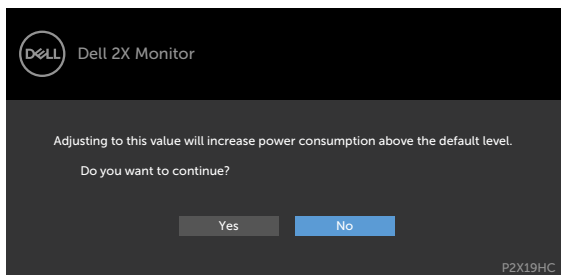 DELL
Dell 2X Monitor
Adjusting to this value will increase power consumption above the default level.
Do you want to continue?
Yes
No
P2X19HC